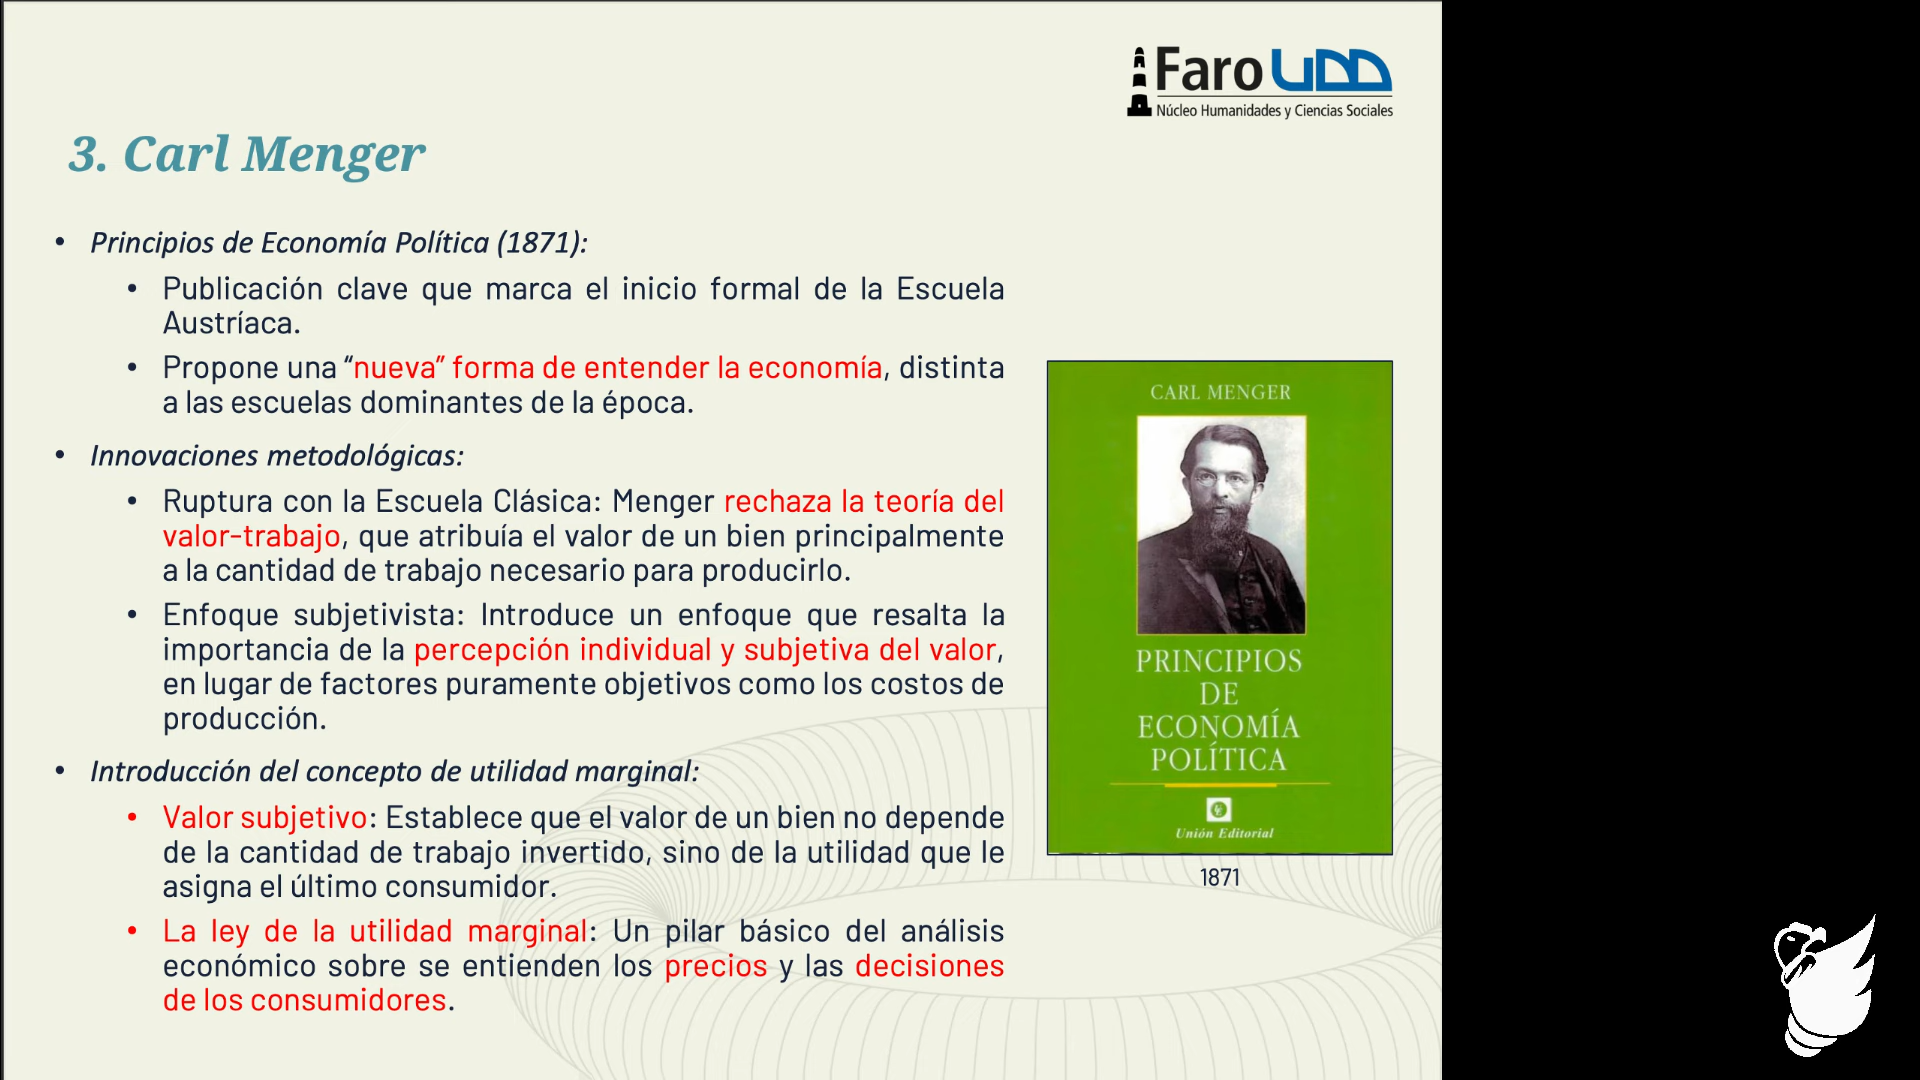 Faro UDD
Núcleo Humanidades y Ciencias Sociales
3. Carl Menger
• Principios de Economía Política (1871):
• Publicación clave que marca el inicio formal de la Escuela
Austríaca.
• Propone una “nueva” forma de entender la economía, distinta
a las escuelas dominantes de la época.
• Innovaciones metodológicas:
• Ruptura con la Escuela Clásica: Menger rechaza la teoría del
valor-trabajo, que atribuía el valor de un bien principalmente
a la cantidad de trabajo necesario para producirlo.
• Enfoque subjetivista: Introduce un enfoque que resalta la
importancia de la percepción individual y subjetiva del valor,
en lugar de factores puramente objetivos como los costos de
producción.
• Introducción del concepto de utilidad marginal:
• Valor subjetivo: Establece que el valor de un bien no depende
de la cantidad de trabajo invertido, sino de la utilidad que le
asigna el último consumidor.
• La ley de la utilidad marginal: Un pilar básico del análisis
económico sobre se entienden los precios y las decisiones
de los consumidores.
CARL MENGER
PRINCIPIOS
DE
ECONOMÍA
POLÍTICA
Unión Editorial
1871